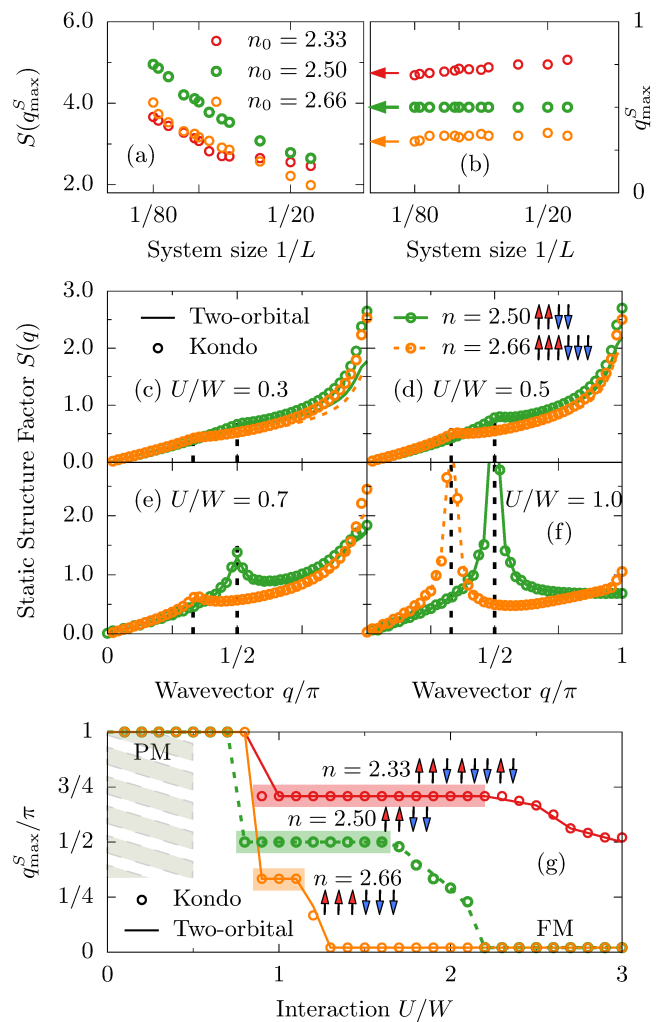 6.0
4.0
2.0
S(q^S_max)
n_0 = 2.33
n_0 = 2.50
n_0 = 2.66
(a)
1/80
1/20
System size 1/L
(b)
1
0
q^S_max
1/80
1/20
System size 1/L
Static Structure Factor S(q)
3.0
2.0
1.0
0.0
Two-orbital
Kondo
(c) U/W = 0.3
n = 2.50
n = 2.66
(d) U/W = 0.5
2.0
1.0
0.0
(e) U/W = 0.7
U/W = 1.0
(f)
0
1/2
1/2
1
Wavevector q/π
Wavevector q/π
q^S_max/π
1
3/4
1/2
1/4
0
PM
n = 2.33
n = 2.50
(g)
n = 2.66
Kondo
Two-orbital
FM
0
1
2
3
Interaction U/W